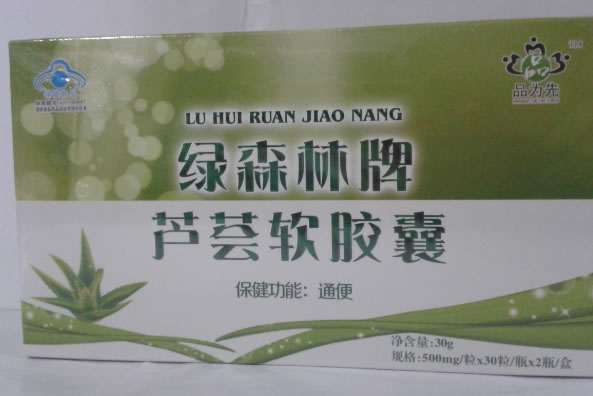 品
品为先
TM
LU HUI RUAN JIAO NANG
绿森林牌
芦荟软胶囊
保健功能：通便
净含量:30g
规格:500mg/粒x30粒/瓶x2瓶/盒